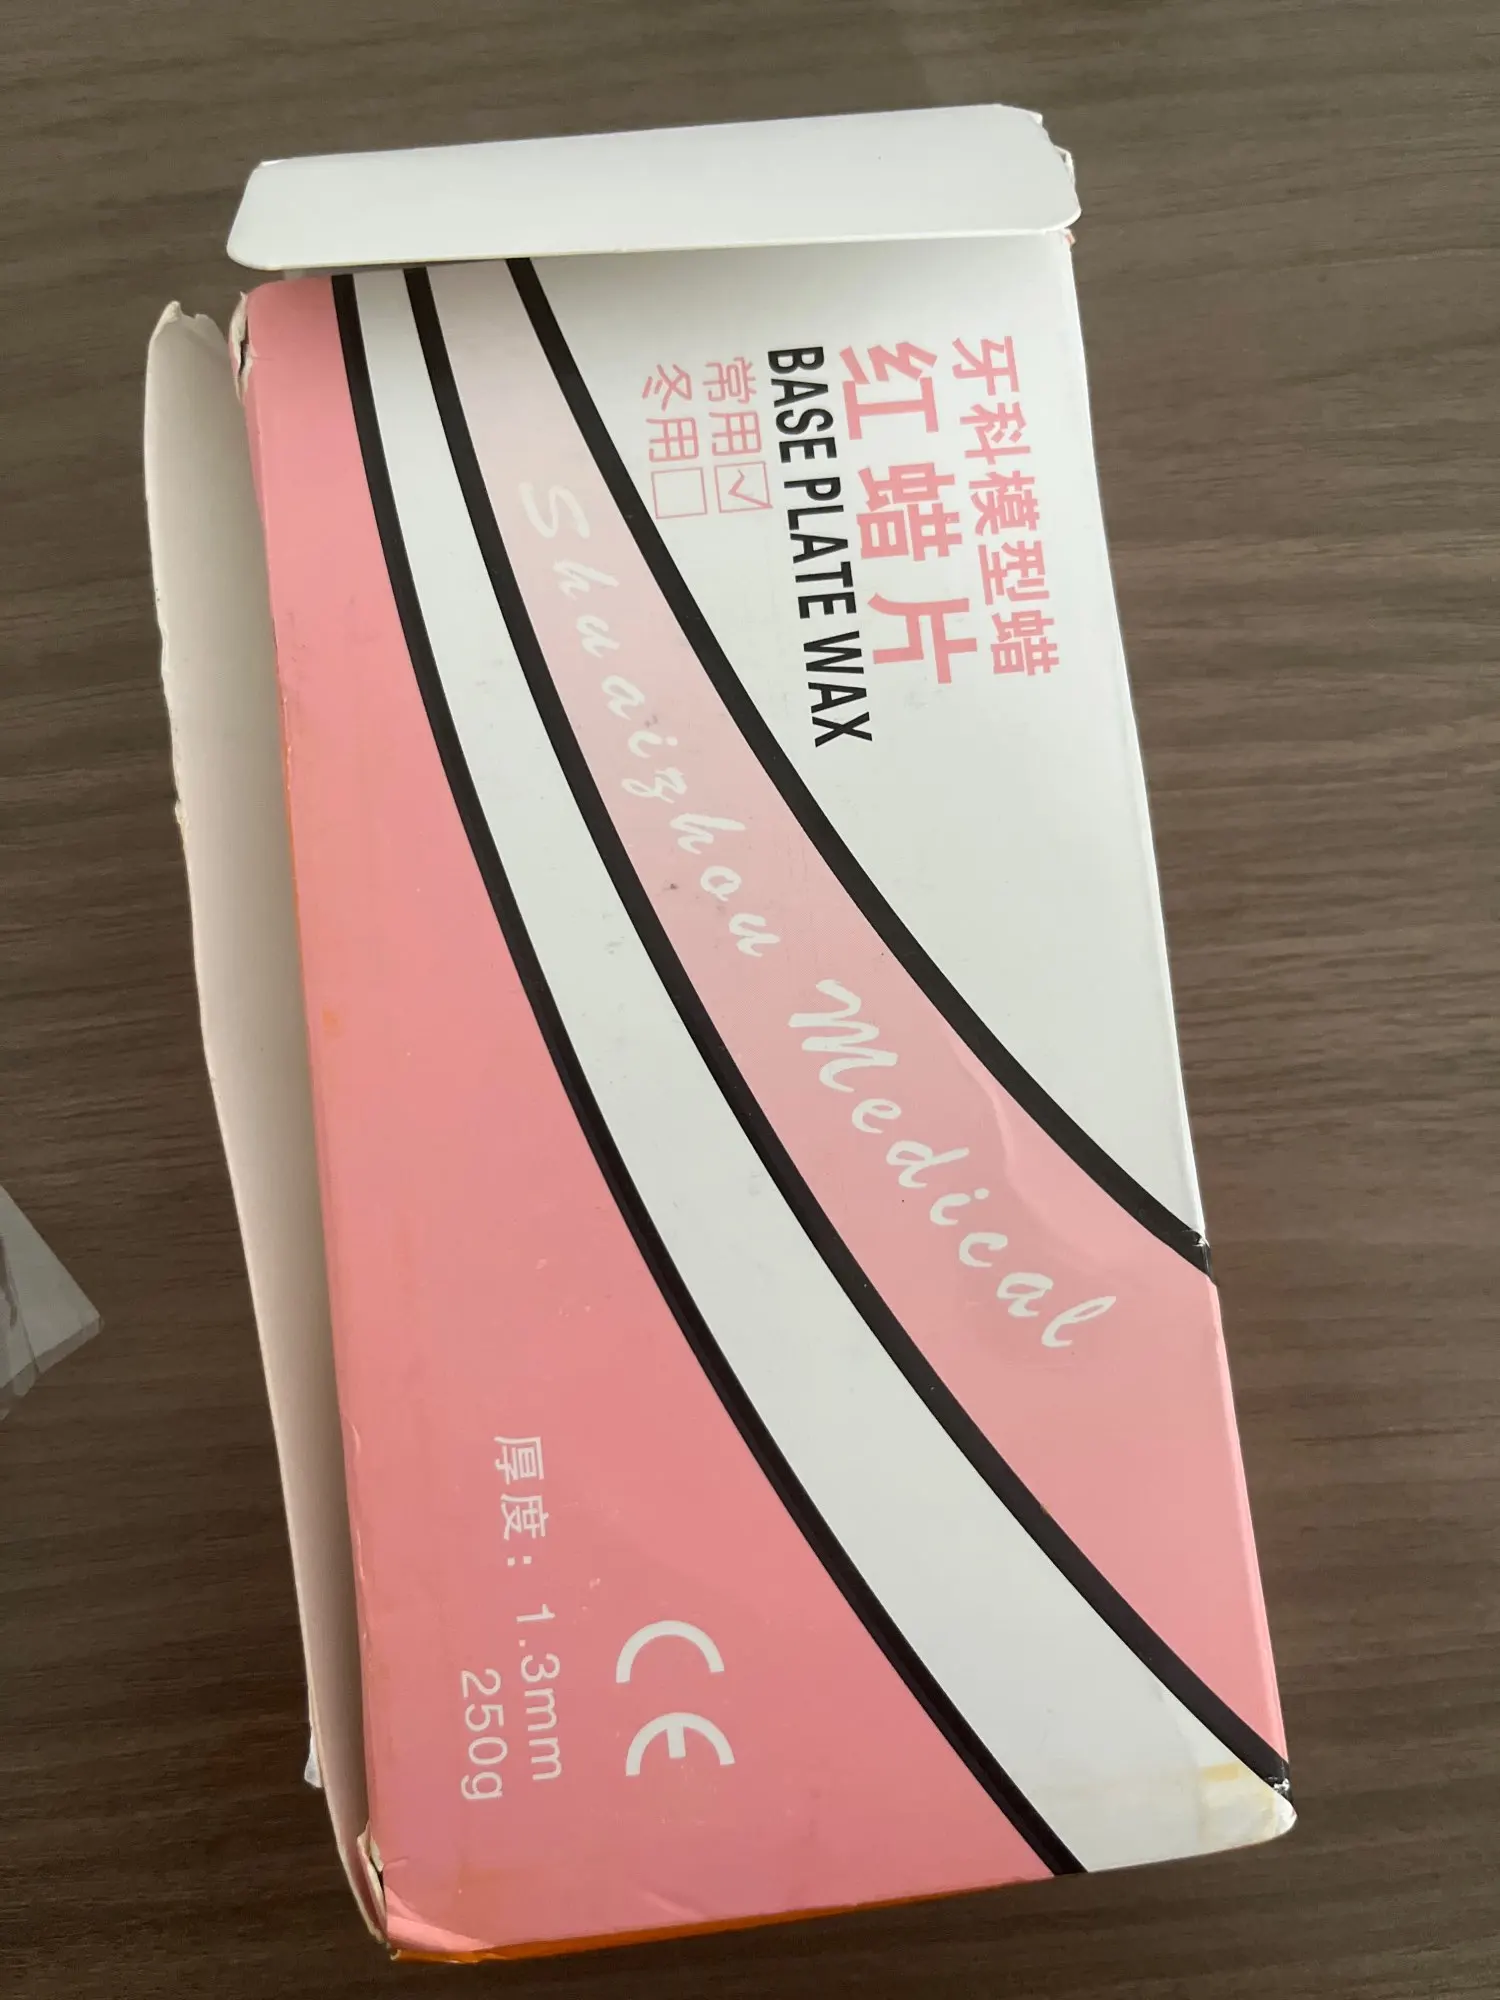 牙科模型蜡
红蜡片
BASE PLATE WAX
常用☑
冬用☐
Shuaizhou Medical
CE
厚度：1.3mm
250g